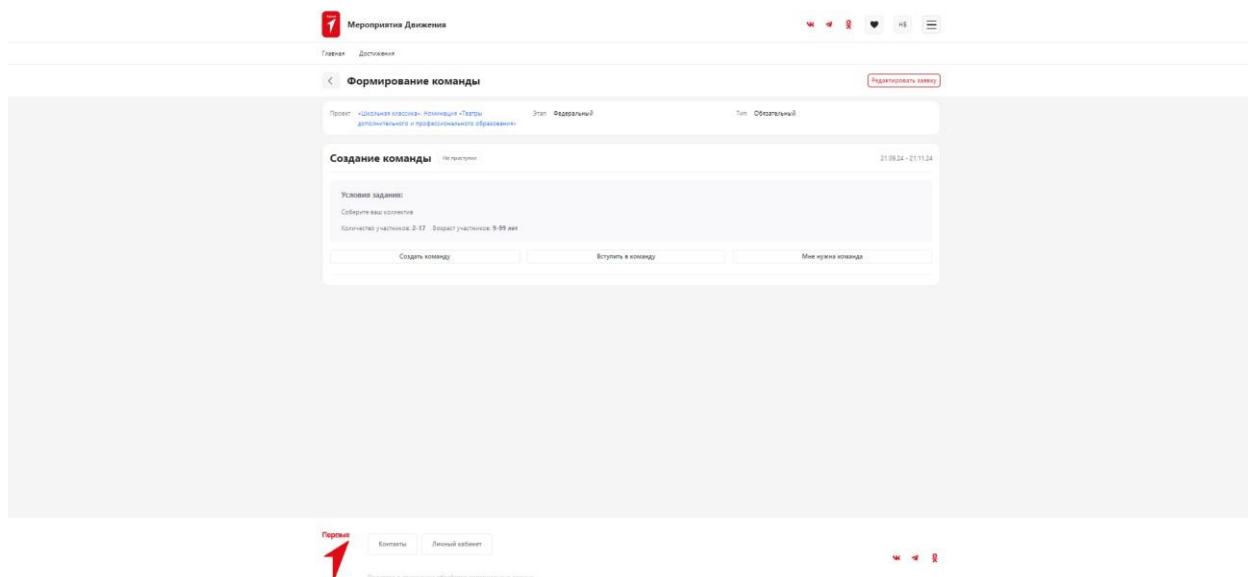 Мероприятия Движения
НБ
Главная Достижения
Формирование команды
Редактировать заявку
Проект «Школьная классика». Номинация «Театры Этап Федеральный Тип Обязательный
дополнительного и профессионального образования»
Создание команды Не приступил 21.09.24 - 21.11.24
Условия задания:
Соберите ваш коллектив
Количество участников: 2-17 Возраст участников: 9-99 лет
Создать команду Вступить в команду Мне нужна команда
Первые
Контакты Личный кабинет